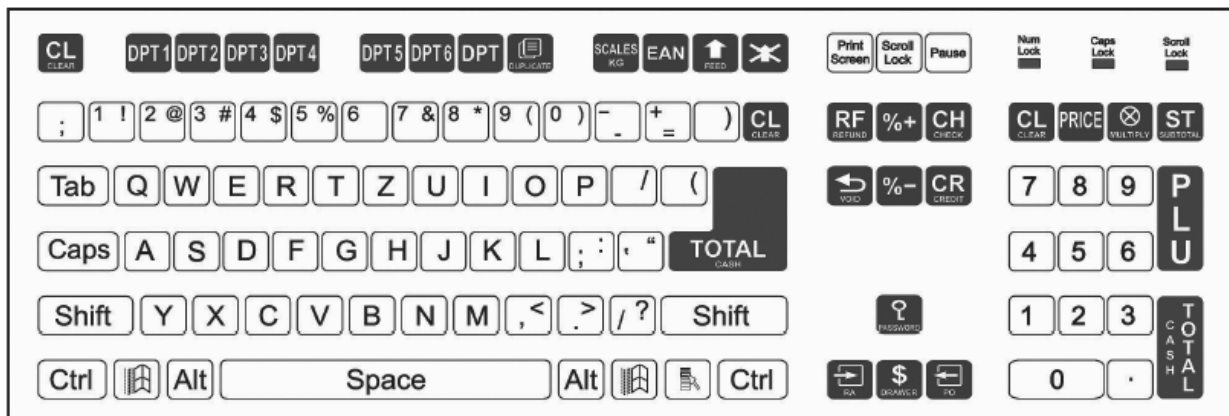 CL DPT1 DPT2 DPT3 DPT4 DPT5 DPT6 DPT SCALES EAN Print Scroll Pause Num Caps Scroll
CLEAR DUPLICATE KG FEED Screen Lock Lock Lock Lock
; 1 ! 2 @ 3 # 4 $ 5 % 6 7 & 8 * 9 ( 0 ) - - + = ) CL RF %+ CH CL PRICE ⊗ ST
CLEAR REFUND CHECK CLEAR MULTIPLY SUBTOTAL
Tab Q W E R T Z U I O P / ( %− CR 7 8 9 PLU
VOID CREDIT
Caps A S D F G H J K L ; : ‘ “ TOTAL 4 5 6
CASH
Shift Y X C V B N M , < . > / ? Shift 1 2 3 TOTAL
PASSWORD CASH
Ctrl Alt Space Alt Ctrl $ 0 .
RA DRAWER PO